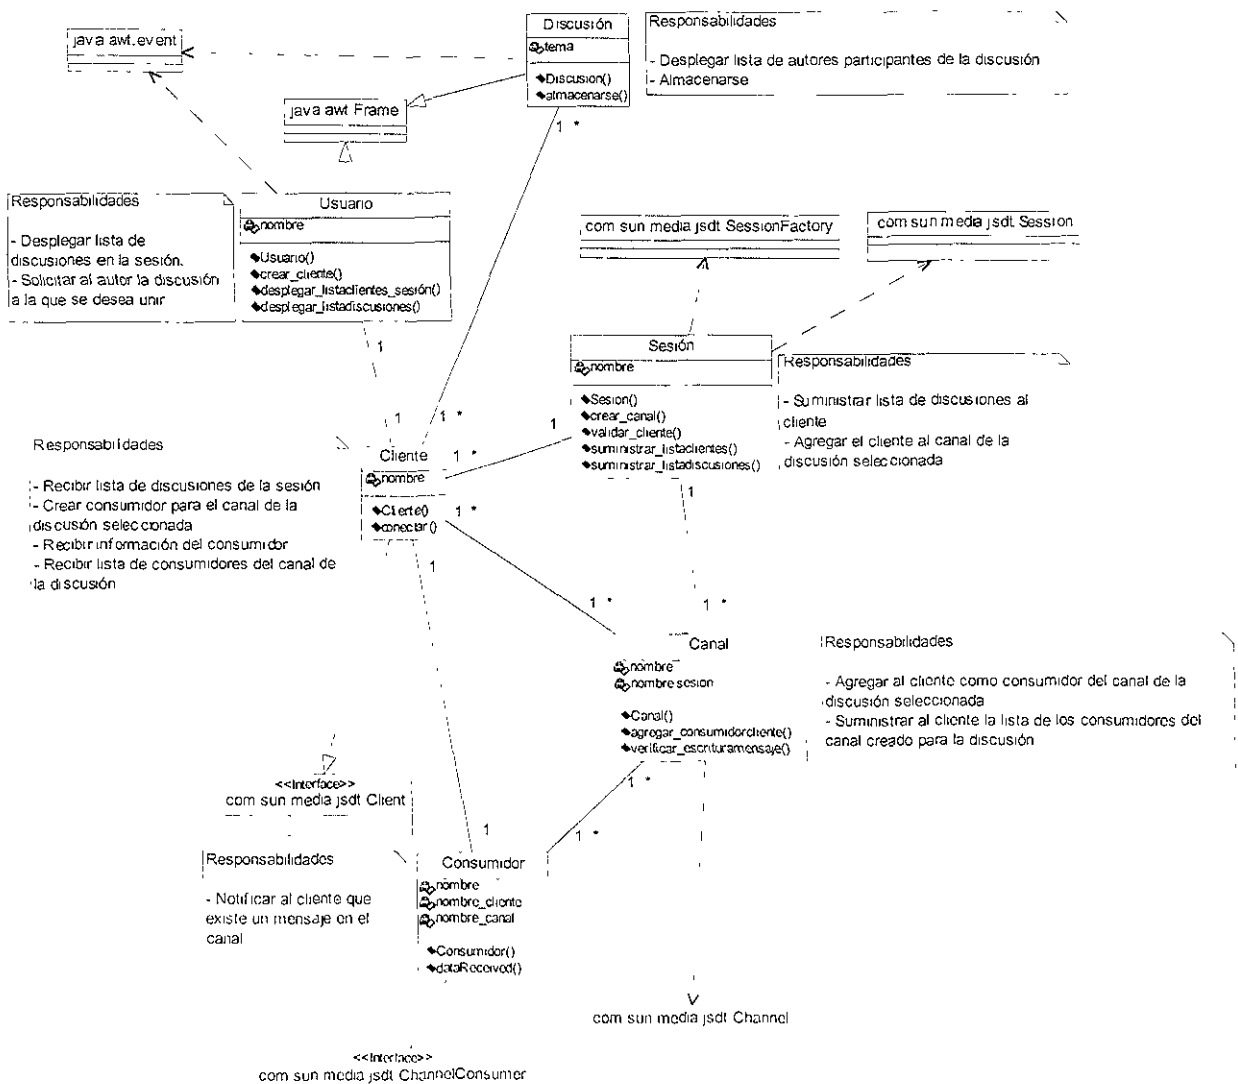 Discusión
tema
Discusion()
almacenarse()
Responsabilidades
- Desplegar lista de autores participantes de la discusión
- Almacenarse
java awt.event
java awt Frame
1 *
Responsabilidades
- Desplegar lista de
discusiones en la sesión.
- Solicitar al autor la discusión
a la que se desea unir
Usuario
nombre
Usuario()
crear_cliente()
desplegar_listaclientes_sesión()
desplegar_listadiscusiones()
com sun media jsdt SessionFactory
com sun media jsdt Session
1
Sesión
nombre
Sesion()
crear_canal()
validar_cliente()
suministrar_listaclientes()
suministrar_listadiscusiones()
Responsabilidades
- Suministrar lista de discusiones al
cliente
- Agregar el cliente al canal de la
discusión seleccionada
1
1 *
1
1 *
Responsabilidades
- Recibir lista de discusiones de la sesión
- Crear consumidor para el canal de la
discusión seleccionada
- Recibir información del consumidor
- Recibir lista de consumidores del canal de
la discusión
Cliente
nombre
Cliente()
conectar()
1 *
1
1
1 *
1 *
Canal
nombre
nombre sesion
Canal()
agregar_consumidorcliente()
verificar_escrituramensaje()
Responsabilidades
- Agregar al cliente como consumidor del canal de la
discusión seleccionada
- Suministrar al cliente la lista de los consumidores del
canal creado para la discusión
<<Interface>>
com sun media jsdt Client
1 *
1
1 *
Responsabilidades
- Notificar al cliente que
existe un mensaje en el
canal
Consumidor
nombre
nombre_cliente
nombre_canal
Consumidor()
dataReceived()
com sun media jsdt Channel
<<Interface>>
com sun media jsdt ChannelConsumer